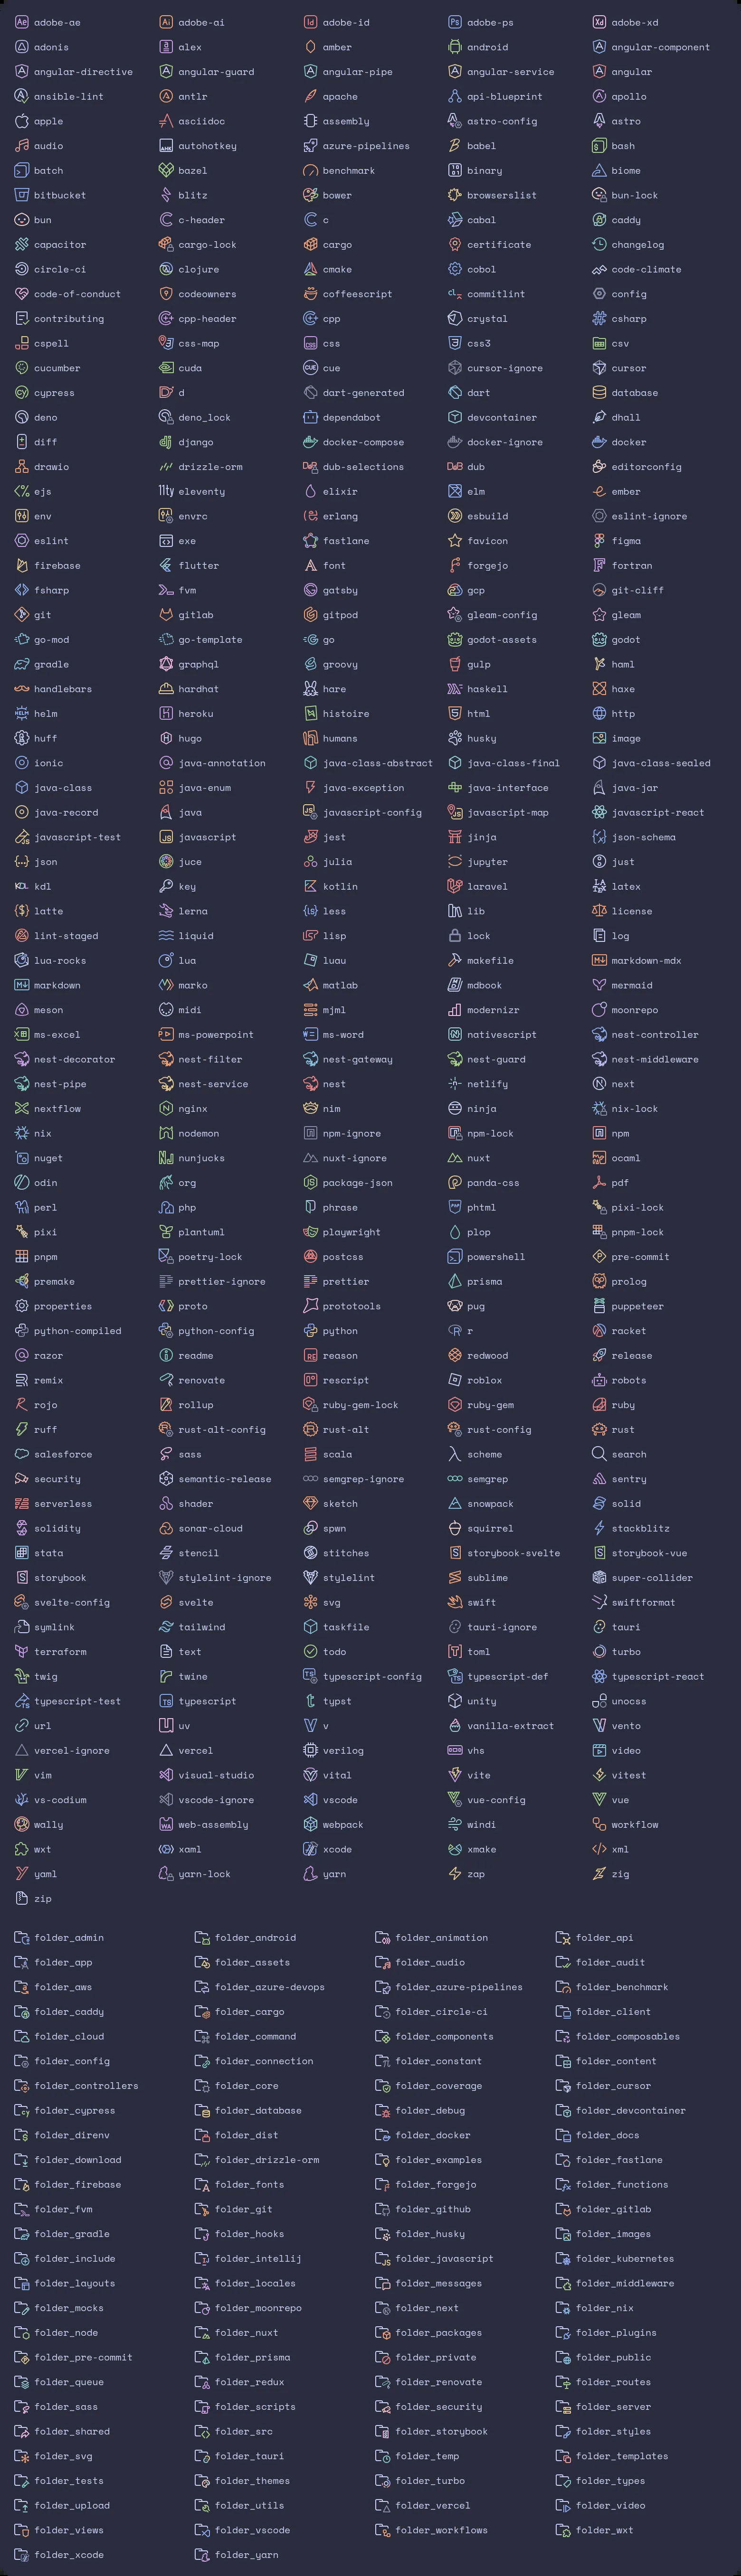 adobe-ae adobe-ai adobe-id adobe-ps adobe-xd
adonis alex amber android angular-component
angular-directive angular-guard angular-pipe angular-service angular
ansible-lint antlr apache api-blueprint apollo
apple asciidoc assembly astro-config astro
audio autohotkey azure-pipelines babel bash
batch bazel benchmark binary biome
bitbucket blitz bower browserslist bun-lock
bun c-header c cabal caddy
capacitor cargo-lock cargo certificate changelog
circle-ci clojure cmake cobol code-climate
code-of-conduct codeowners coffeescript commitlint config
contributing cpp-header cpp crystal csharp
cspell css-map css css3 csv
cucumber cuda cue cursor-ignore cursor
cypress d dart-generated dart database
deno deno_lock dependabot devcontainer dhall
diff django docker-compose docker-ignore docker
drawio drizzle-orm dub-selections dub editorconfig
ejs eleventy elixir elm ember
env envrc erlang esbuild eslint-ignore
eslint exe fastlane favicon figma
firebase flutter font forgejo fortran
fsharp fvm gatsby gcp git-cliff
git gitlab gitpod gleam-config gleam
go-mod go-template go godot-assets godot
gradle graphql groovy gulp haml
handlebars hardhat hare haskell haxe
helm heroku histoire html http
huff hugo humans husky image
ionic java-annotation java-class-abstract java-class-final java-class-sealed
java-class java-enum java-exception java-interface java-jar
java-record java javascript-config javascript-map javascript-react
javascript-test javascript jest jinja json-schema
json juce julia jupyter just
kdl key kotlin laravel latex
latte lerna less lib license
lint-staged liquid lisp lock log
lua-rocks lua luau makefile markdown-mdx
markdown marko matlab mdbook mermaid
meson midi mjml modernizr moonrepo
ms-excel ms-powerpoint ms-word nativescript nest-controller
nest-decorator nest-filter nest-gateway nest-guard nest-middleware
nest-pipe nest-service nest netlify next
nextflow nginx nim ninja nix-lock
nix nodemon npm-ignore npm-lock npm
nuget nunjucks nuxt-ignore nuxt ocaml
odin org package-json panda-css pdf
perl php phrase phtml pixi-lock
pixi plantuml playwright plop pnpm-lock
pnpm poetry-lock postcss powershell pre-commit
premake prettier-ignore prettier prisma prolog
properties proto prototools pug puppeteer
python-compiled python-config python r racket
razor readme reason redwood release
remix renovate rescript roblox robots
rojo rollup ruby-gem-lock ruby-gem ruby
ruff rust-alt-config rust-alt rust-config rust
salesforce sass scala scheme search
security semantic-release semgrep-ignore semgrep sentry
serverless shader sketch snowpack solid
solidity sonar-cloud spwn squirrel stackblitz
stata stencil stitches storybook-svelte storybook-vue
storybook stylelint-ignore stylelint sublime super-collider
svelte-config svelte svg swift swiftformat
symlink tailwind taskfile tauri-ignore tauri
terraform text todo toml turbo
twig twine typescript-config typescript-def typescript-react
typescript-test typescript typst unity unocss
url uv v vanilla-extract vento
vercel-ignore vercel verilog vhs video
vim visual-studio vital vite vitest
vs-codium vscode-ignore vscode vue-config vue
wally web-assembly webpack windi workflow
wxt xaml xcode xmake xml
yaml yarn-lock yarn zap zig
zip
folder_admin folder_android folder_animation folder_api
folder_app folder_assets folder_audio folder_audit
folder_aws folder_azure-devops folder_azure-pipelines folder_benchmark
folder_caddy folder_cargo folder_circle-ci folder_client
folder_cloud folder_command folder_components folder_composables
folder_config folder_connection folder_constant folder_content
folder_controllers folder_core folder_coverage folder_cursor
folder_cypress folder_database folder_debug folder_devcontainer
folder_direnv folder_dist folder_docker folder_docs
folder_download folder_drizzle-orm folder_examples folder_fastlane
folder_firebase folder_fonts folder_forgejo folder_functions
folder_fvm folder_git folder_github folder_gitlab
folder_gradle folder_hooks folder_husky folder_images
folder_include folder_intellij folder_javascript folder_kubernetes
folder_layouts folder_locales folder_messages folder_middleware
folder_mocks folder_moonrepo folder_next folder_nix
folder_node folder_nuxt folder_packages folder_plugins
folder_pre-commit folder_prisma folder_private folder_public
folder_queue folder_redux folder_renovate folder_routes
folder_sass folder_scripts folder_security folder_server
folder_shared folder_src folder_storybook folder_styles
folder_svg folder_tauri folder_temp folder_templates
folder_tests folder_themes folder_turbo folder_types
folder_upload folder_utils folder_vercel folder_video
folder_views folder_vscode folder_workflows folder_wxt
folder_xcode folder_yarn